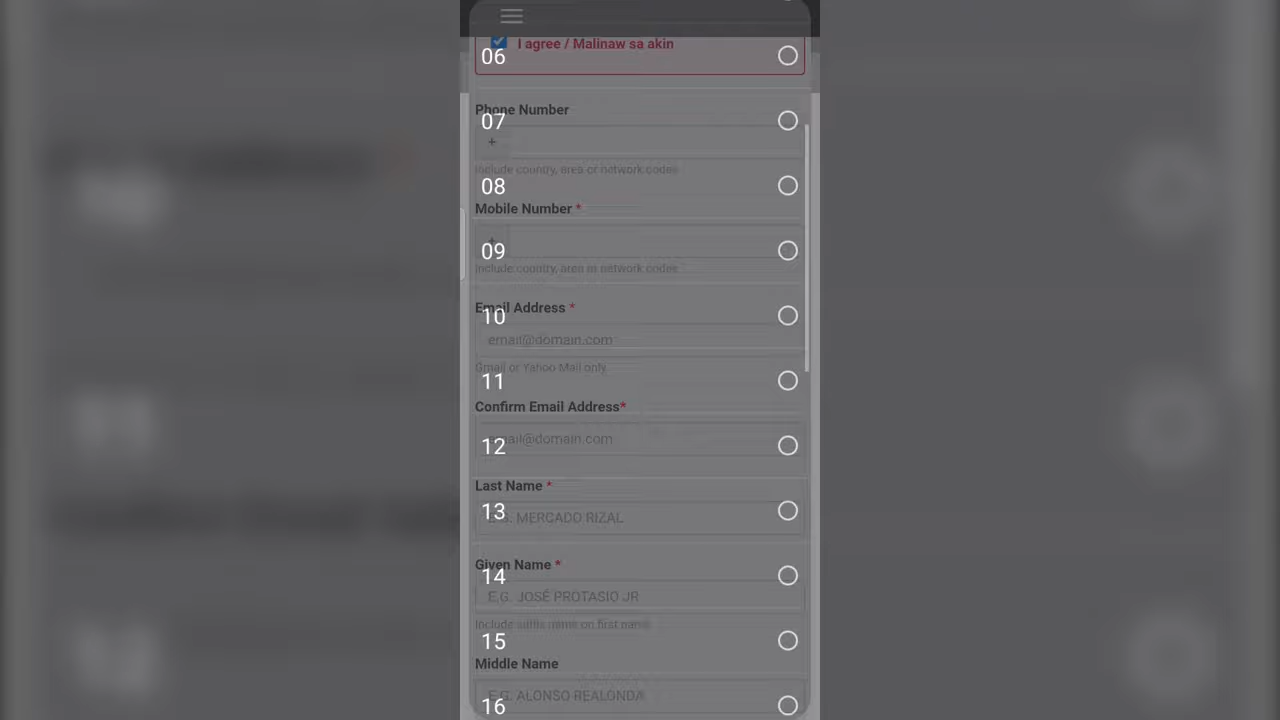 I agree / Malinaw sa akin
06
Phone Number
07
+
Include country, area or network codes
08
Mobile Number *
09
Include country, area or network codes
Email Address *
10
email@domain.com
Gmail or Yahoo Mail only
11
Confirm Email Address*
email@domain.com
12
Last Name *
13
E.G. MERCADO RIZAL
Given Name *
14
E.G. JOSÉ PROTASIO JR
Include suffix name on first name
15
Middle Name
E.G. ALONSO REALONDA
16